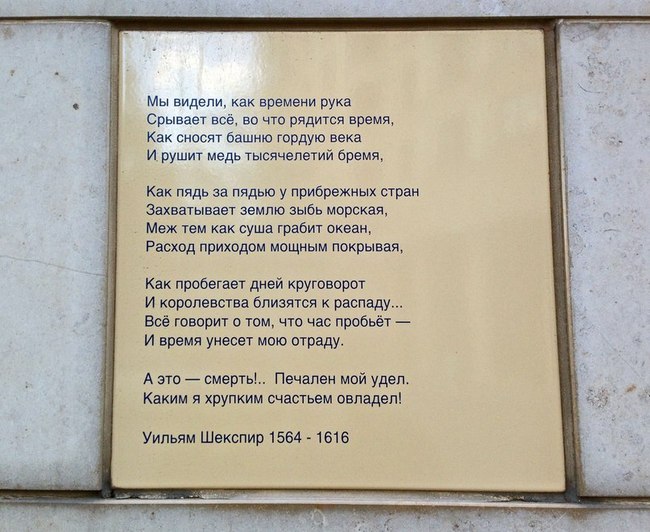 Мы видели, как времени рука
Срывает всё, во что рядится время,
Как сносят башню гордую века
И рушит медь тысячелетий бремя,
Как пядь за пядью у прибрежных стран
Захватывает землю зыбь морская,
Меж тем как суша грабит океан,
Расход приходом мощным покрывая,
Как пробегает дней круговорот
И королевства близятся к распаду...
Всё говорит о том, что час пробьёт —
И время унесет мою отраду.
А это — смерть!.. Печален мой удел.
Каким я хрупким счастьем овладел!
Уильям Шекспир 1564 - 1616